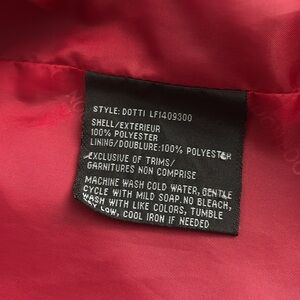 STYLE: DOTTI LF1409300
SHELL/EXTERIEUR
100% POLYESTER
LINING/DOUBLURE:100% POLYESTER
EXCLUSIVE OF TRIMS/
GARNITURES NON COMPRISE
MACHINE WASH COLD WATER, GENTLE
CYCLE WITH MILD SOAP. NO BLEACH,
WASH WITH LIKE COLORS, TUMBLE
DRY LOW, COOL IRON IF NEEDED